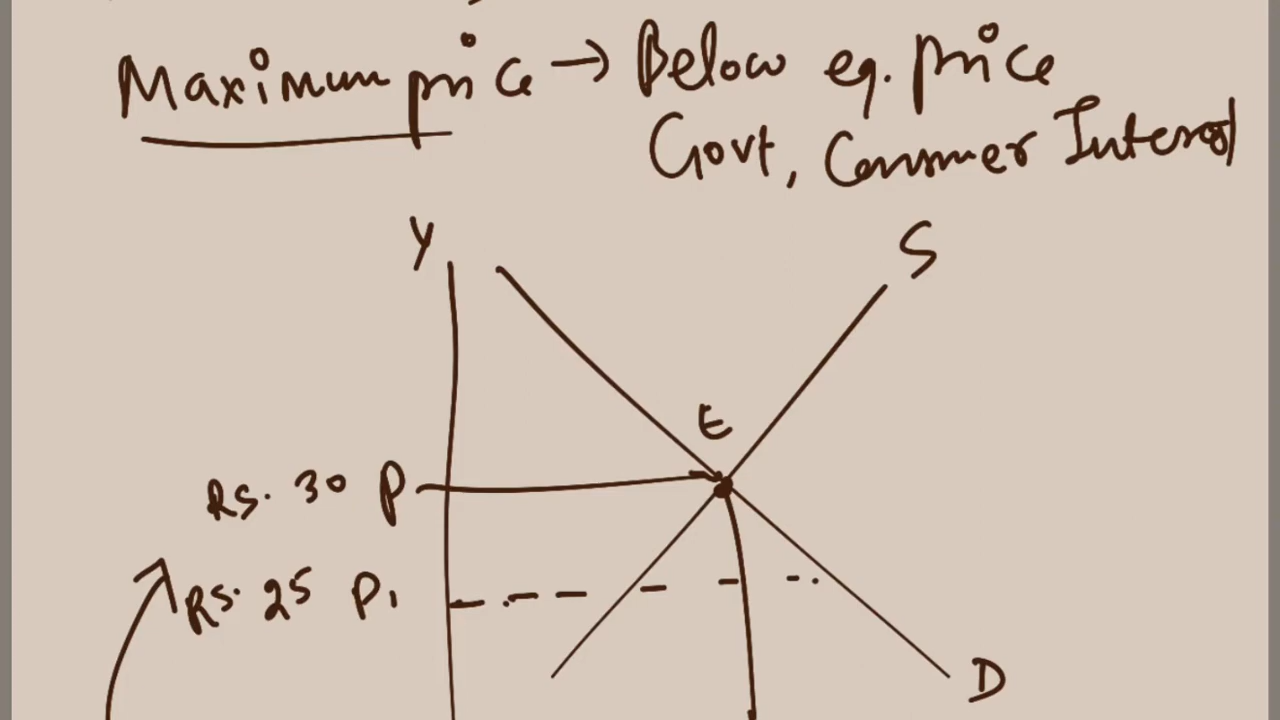 Maximum price → Below eq. price
Govt, Consumer Interest
Y
S
E
Rs. 30 P
Rs. 25 P1
D